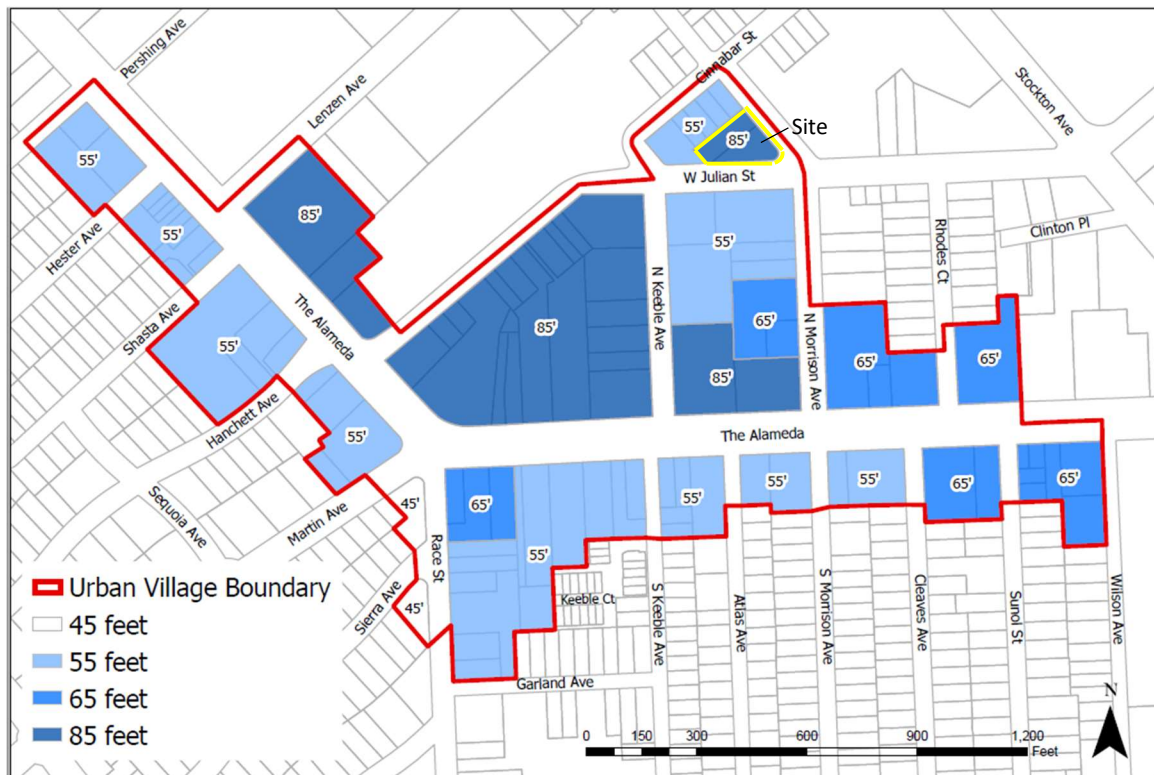 Pershing Ave
Cinnabar St
Lenzen Ave
Stockton Ave
55'
55'
85'
Site
W Julian St
Hester Ave
55'
85'
55'
Rhodes Ct
Clinton Pl
N Keeble Ave
Shasta Ave
The Alameda
55'
85'
65'
N Morrison Ave
65'
65'
85'
Hanchett Ave
55'
The Alameda
Sequoia Ave
Martin Ave
45'
Race St
65'
55'
55'
55'
55'
65'
65'
Sierra Ave
45'
Keeble Ct
S Keeble Ave
Atlas Ave
S Morrison Ave
Cleaves Ave
Sunol St
Wilson Ave
Garland Ave
Urban Village Boundary
45 feet
55 feet
65 feet
85 feet
N
0 150 300 600 900 1,200
Feet